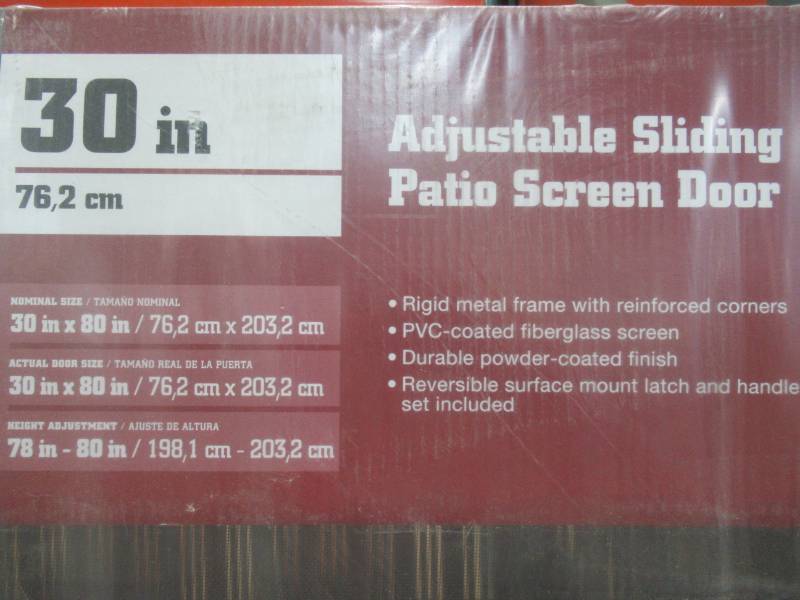 30 in
76,2 cm
Adjustable Sliding
Patio Screen Door
NOMINAL SIZE / TAMAÑO NOMINAL
30 in x 80 in / 76,2 cm x 203,2 cm
ACTUAL DOOR SIZE / TAMAÑO REAL DE LA PUERTA
30 in x 80 in / 76,2 cm x 203,2 cm
HEIGHT ADJUSTMENT / AJUSTE DE ALTURA
78 in - 80 in / 198,1 cm - 203,2 cm
• Rigid metal frame with reinforced corners
• PVC-coated fiberglass screen
• Durable powder-coated finish
• Reversible surface mount latch and handle
set included